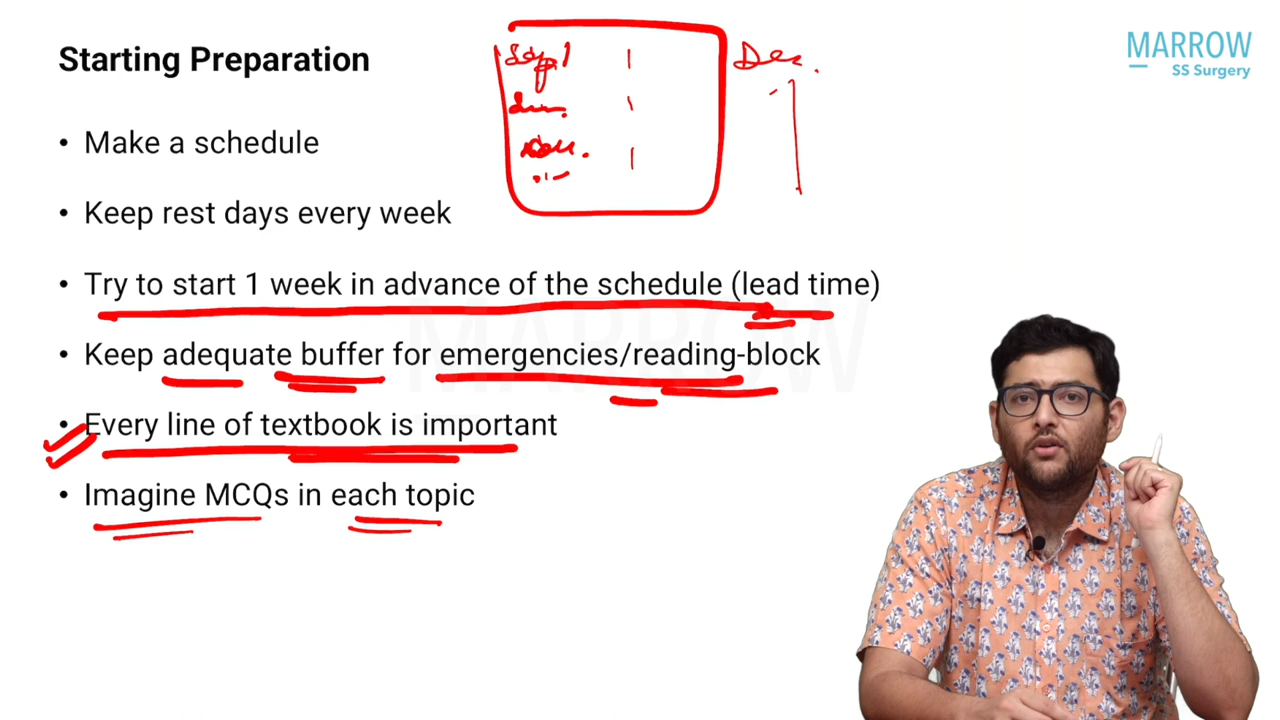 Starting Preparation
MARROW
SS Surgery
Dec.
• Make a schedule
• Keep rest days every week
• Try to start 1 week in advance of the schedule (lead time)
• Keep adequate buffer for emergencies/reading-block
• Every line of textbook is important
• Imagine MCQs in each topic
MARROW